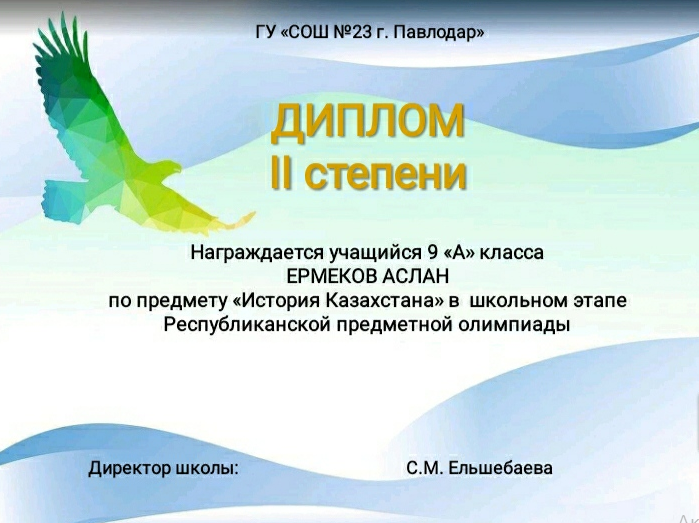 ГУ «СОШ №23 г. Павлодар»
ДИПЛОМ
II степени
Награждается учащийся 9 «А» класса
ЕРМЕКОВ АСЛАН
по предмету «История Казахстана» в школьном этапе
Республиканской предметной олимпиады
Директор школы: С.М. Ельшебаева